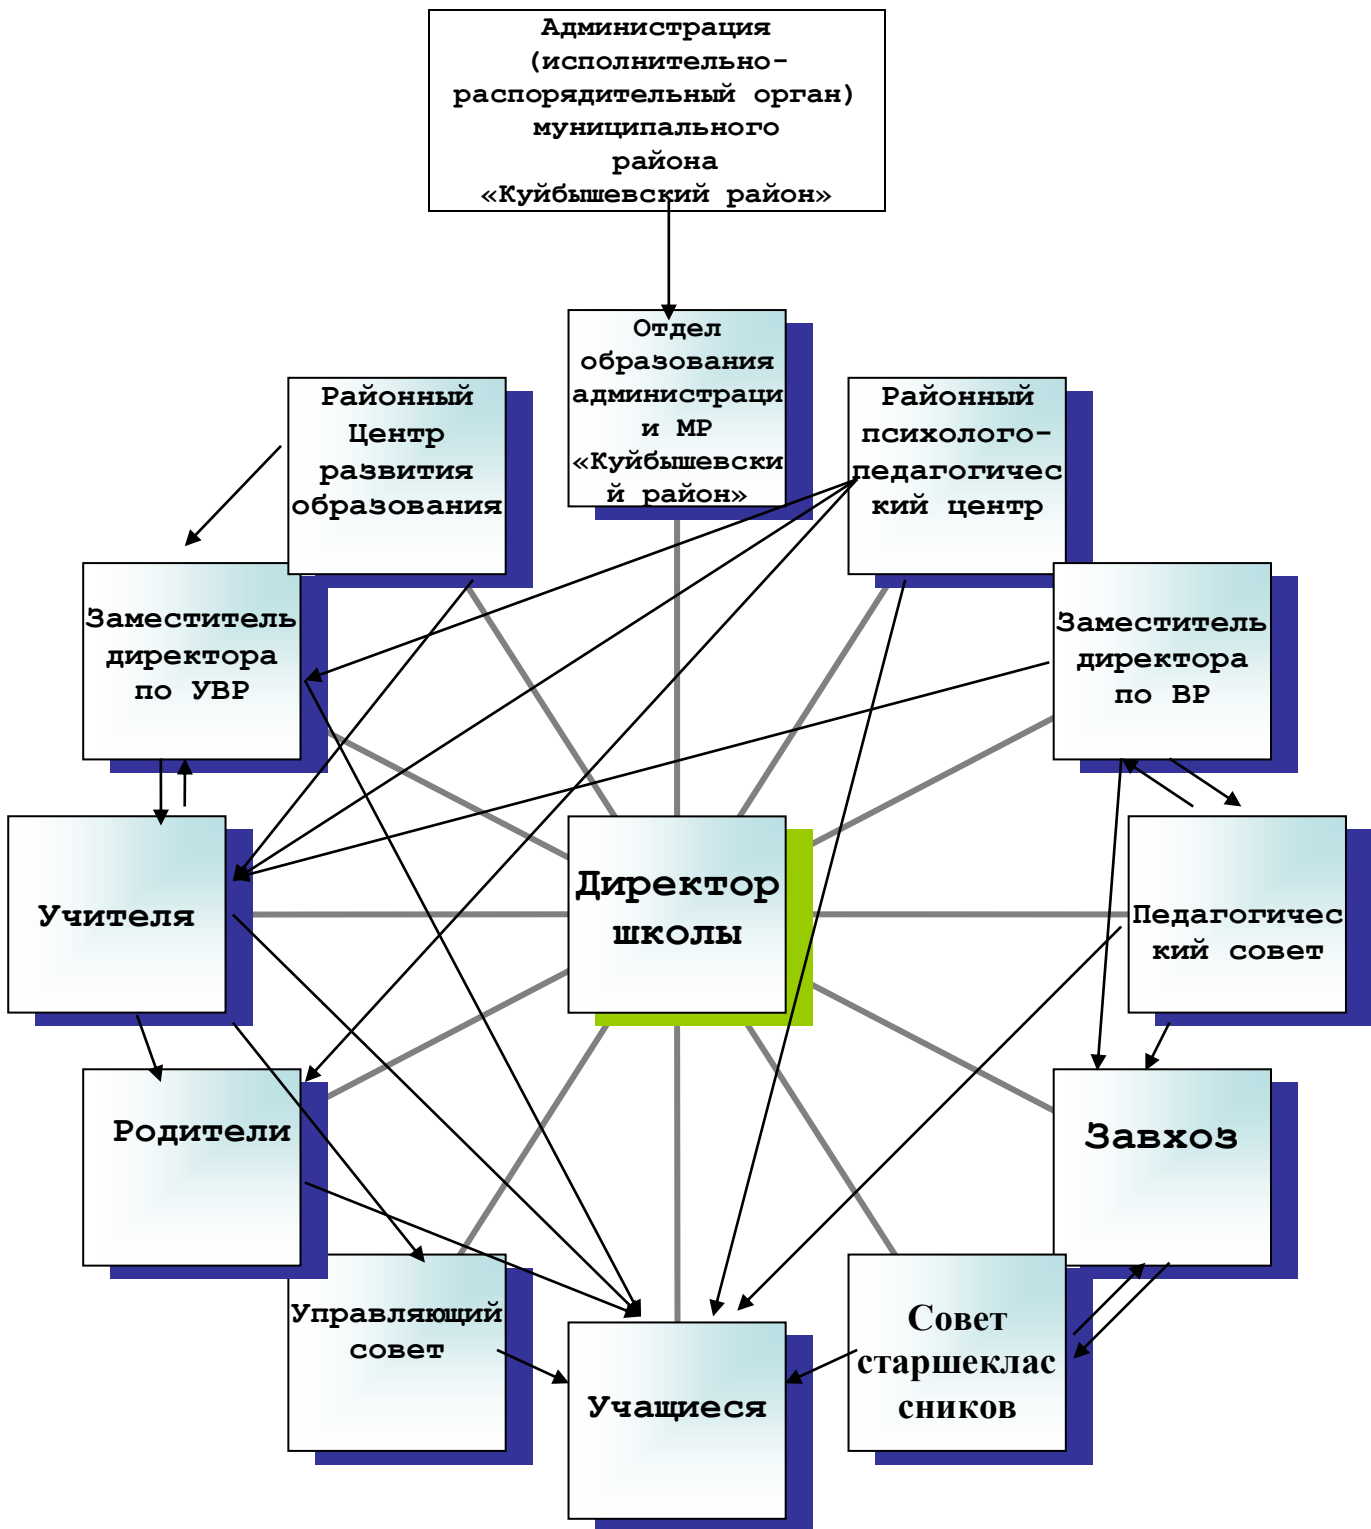 Администрация
(исполнительно-
распорядительный орган)
муниципального
района
«Куйбышевский район»
Отдел
образования
администраци
и МР
«Куйбышевски
й район»
Районный
Центр
развития
образования
Районный
психолого-
педагогичес
кий центр
Заместитель
директора
по УВР
Заместитель
директора
по ВР
Учителя
Директор
школы
Педагогичес
кий совет
Родители
Завхоз
Управляющий
совет
Учащиеся
Совет
старшеклас
сников